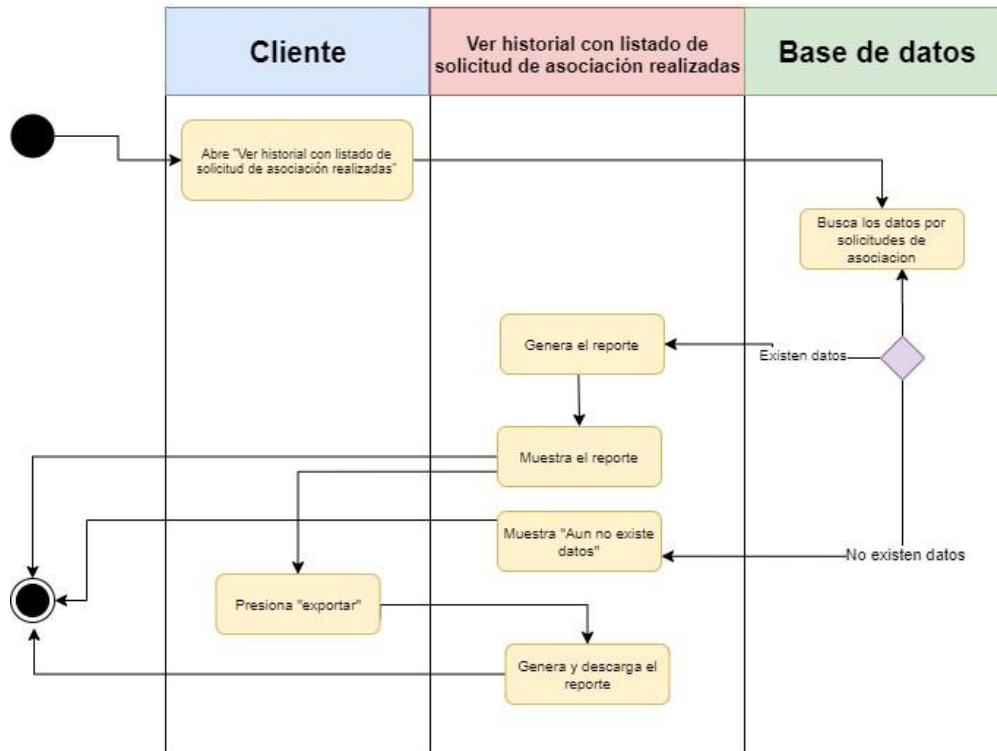 Cliente
Ver historial con listado de
solicitud de asociación realizadas
Base de datos
Abre "Ver historial con listado de
solicitud de asociación realizadas"
Busca los datos por
solicitudes de
asociacion
Genera el reporte
Existen datos
Muestra el reporte
Muestra "Aun no existe
datos"
No existen datos
Presiona "exportar"
Genera y descarga el
reporte